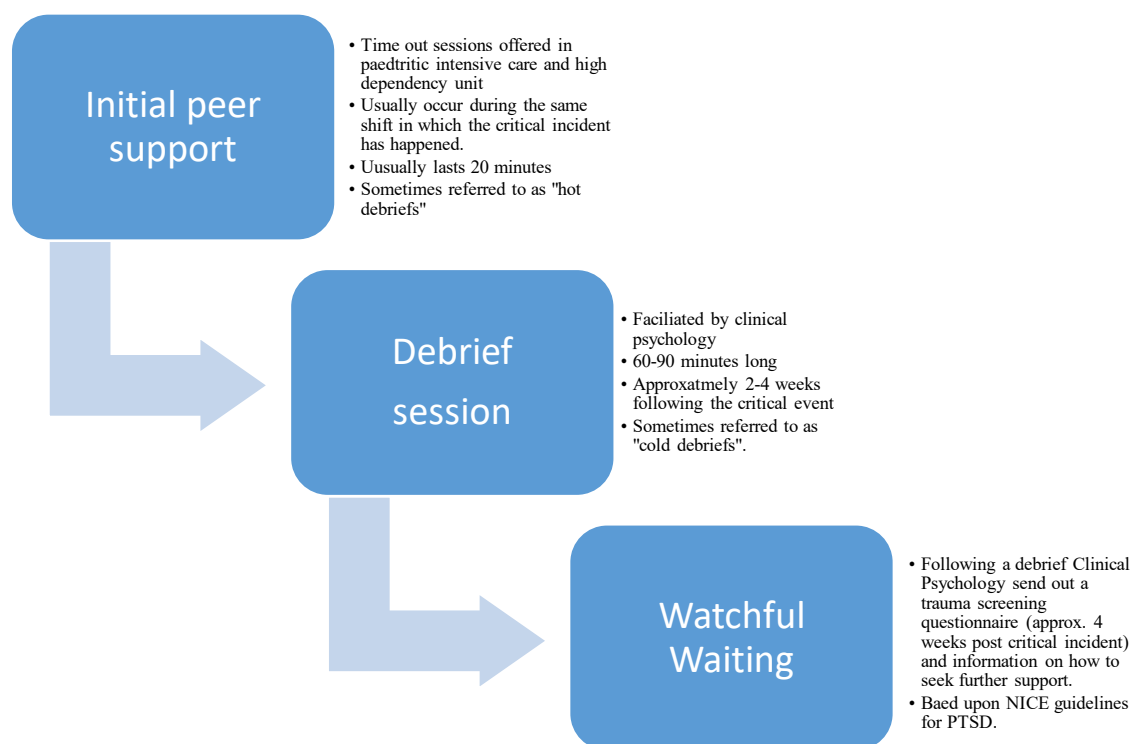 Initial peer
support
• Time out sessions offered in
paedtritic intensive care and high
dependency unit
• Usually occur during the same
shift in which the critical incident
has happened.
• Uusually lasts 20 minutes
• Sometimes referred to as "hot
debriefs"
Debrief
session
• Faciliated by clinical
psychology
• 60-90 minutes long
• Approxatmely 2-4 weeks
following the critical event
• Sometimes referred to as
"cold debriefs".
Watchful
Waiting
• Following a debrief Clinical
Psychology send out a
trauma screening
questionnaire (approx. 4
weeks post critical incident)
and information on how to
seek further support.
• Baed upon NICE guidelines
for PTSD.